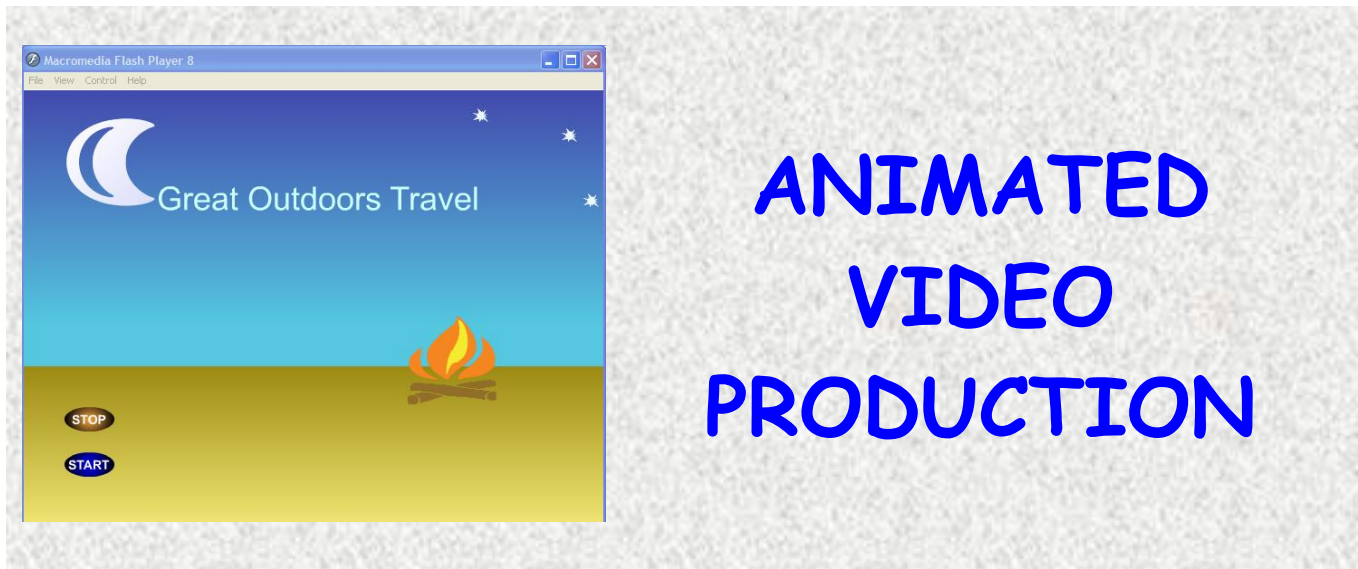 Macromedia Flash Player 8
File View Control Help
Great Outdoors Travel
STOP
START
ANIMATED
VIDEO
PRODUCTION